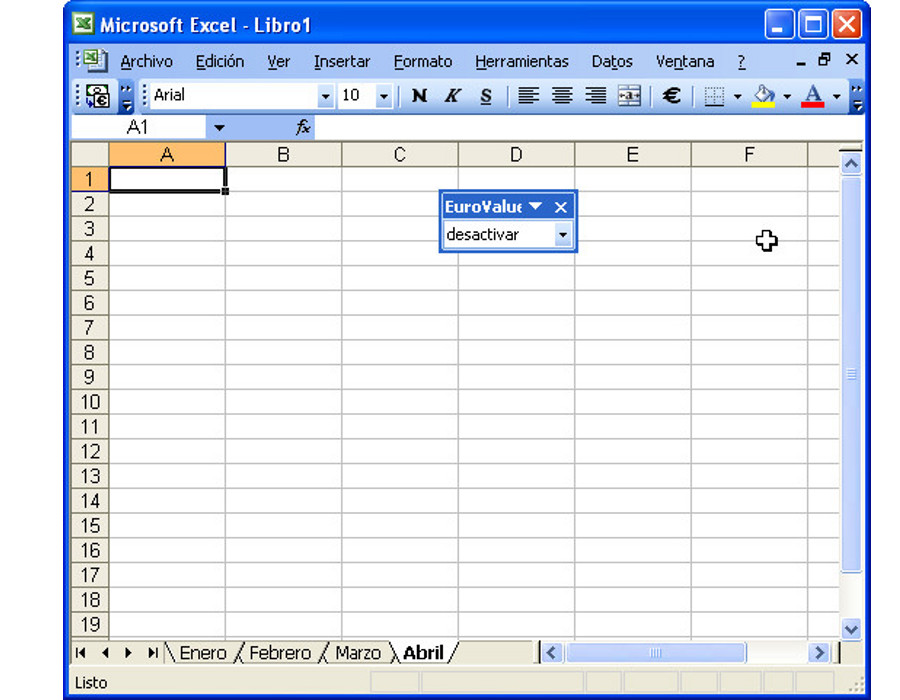 Microsoft Excel - Libro1
Archivo Edición Ver Insertar Formato Herramientas Datos Ventana ?
Arial 10 N K S € A
A1 fx
A B C D E F
1
2
EuroValue
3
desactivar
4
5
6
7
8
9
10
11
12
13
14
15
16
17
18
19
Enero Febrero Marzo Abril
Listo